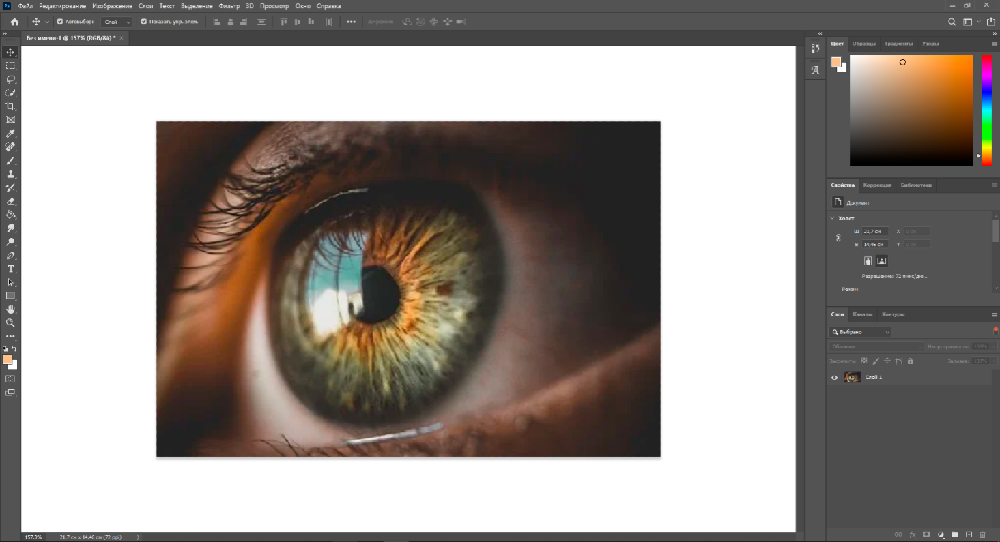 Ps Файл Редактирование Изображение Слои Текст Выделение Фильтр 3D Просмотр Окно Справка
Автовыбор: Слой Показать упр. элем. 3D-режим:
Без имени-1 @ 157% (RGB/8#) *
Цвет Образцы Градиенты Узоры
Свойства Коррекция Библиотеки
Документ
Холст
Ш 21,7 см X 0 см
В 14,46 см Y 0 см
Разрешение: 72 пикс/дю...
Режим
Слои Каналы Контуры
Выбрано
Обычные Непрозрачность: 100%
Закрепить: Заливка: 100%
Слой 1
fx
157,3% 21,7 см x 14,46 см (72 ppi)